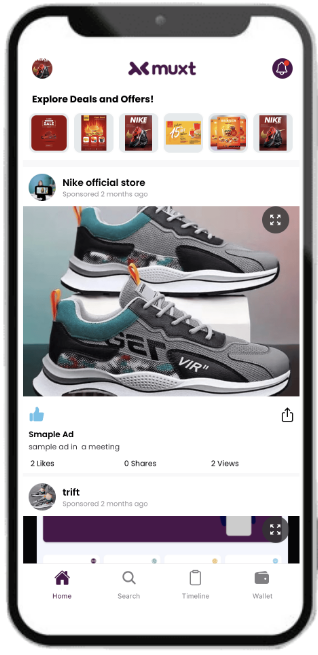 muxt
Explore Deals and Offers!
NIKE
NIKE
Nike official store
Sponsored 2 months ago
GET
VIR"
Smaple Ad
sample ad in a meeting
2 Likes
0 Shares
2 Views
trift
Sponsored 2 months ago
Home
Search
Timeline
Wallet